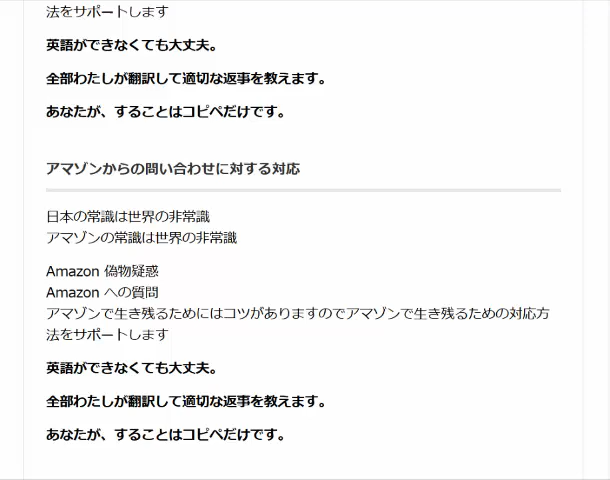 法をサポートします
英語ができなくても大丈夫。
全部わたしが翻訳して適切な返事を教えます。
あなたが、することはコピペだけです。
アマゾンからの問い合わせに対する対応
日本の常識は世界の非常識
アマゾンの常識は世界の非常識
Amazon 偽物疑惑
Amazon への質問
アマゾンで生き残るためにはコツがありますのでアマゾンで生き残るための対応方
法をサポートします
英語ができなくても大丈夫。
全部わたしが翻訳して適切な返事を教えます。
あなたが、することはコピペだけです。